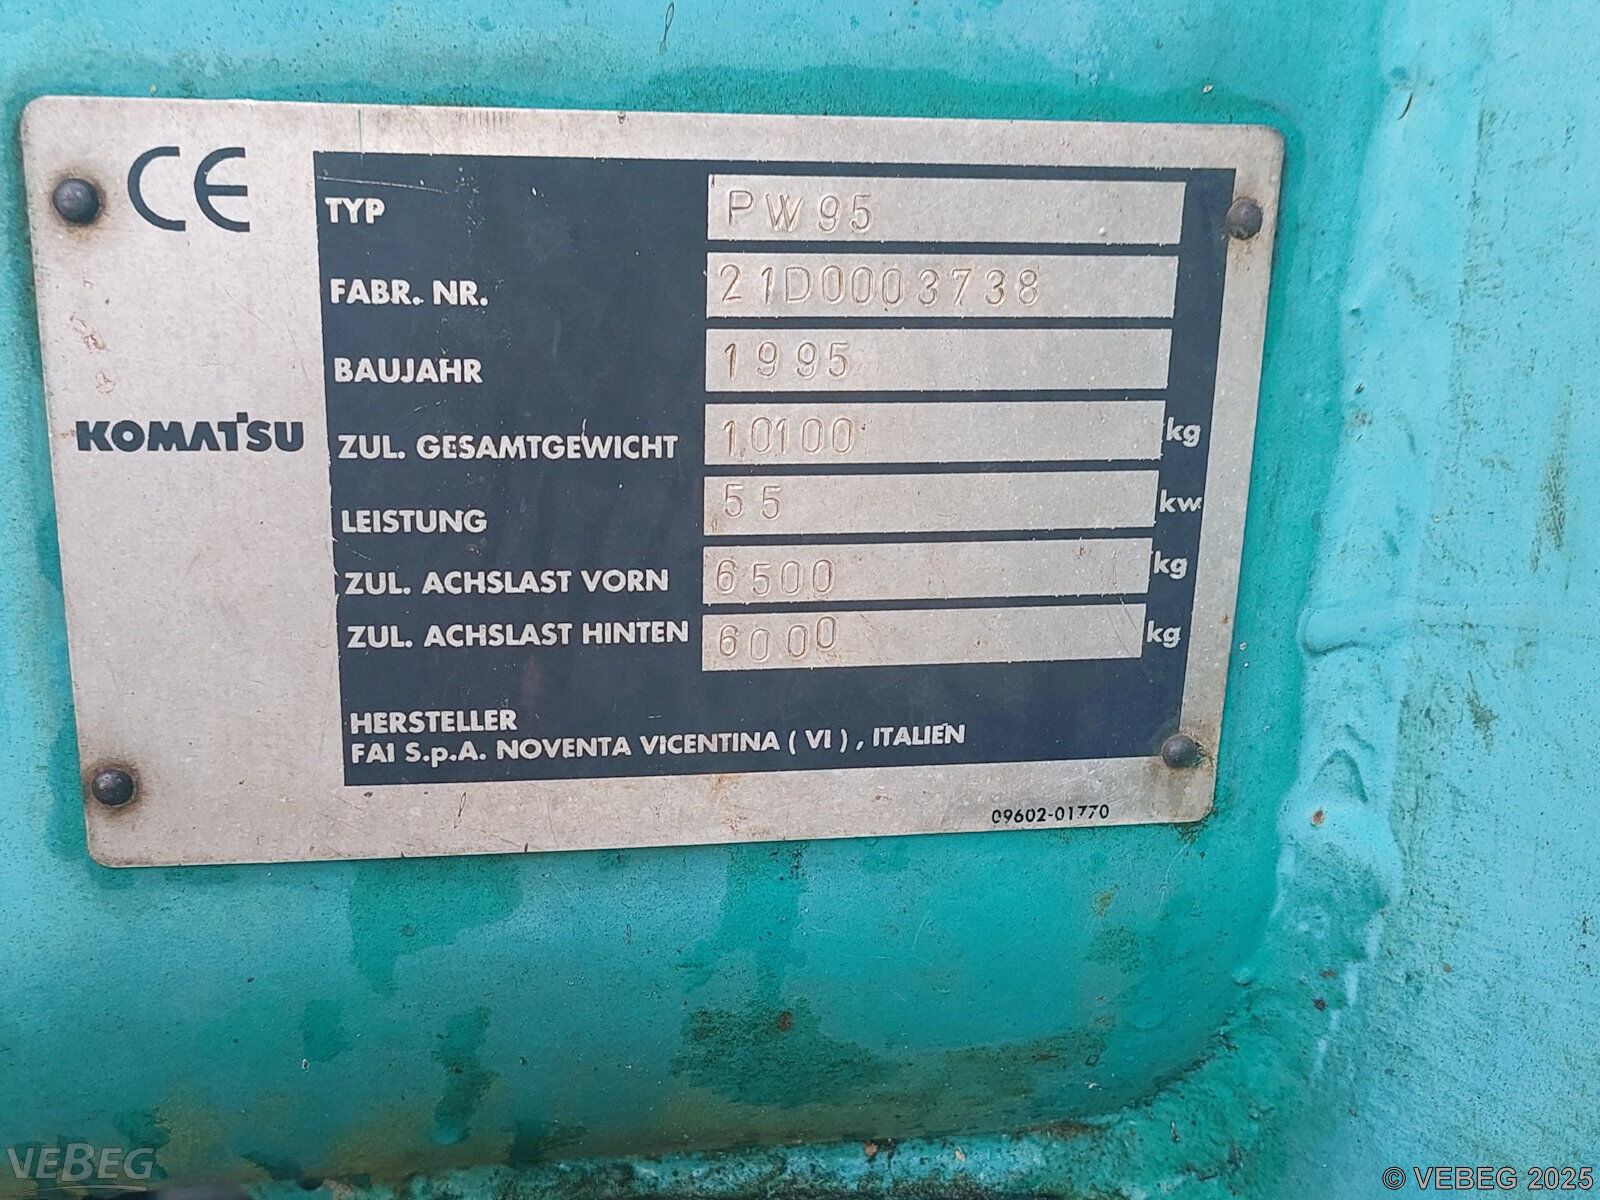 CE
TYP PW95
FABR. NR. 21D0003738
BAUJAHR 1995
KOMATSU
ZUL. GESAMTGEWICHT 10100 kg
LEISTUNG 55 kw
ZUL. ACHSLAST VORN 6500 kg
ZUL. ACHSLAST HINTEN 6000 kg
HERSTELLER
FAI S.p.A. NOVENTA VICENTINA ( VI ) , ITALIEN
09602-01770
VEBEG
© VEBEG 2025